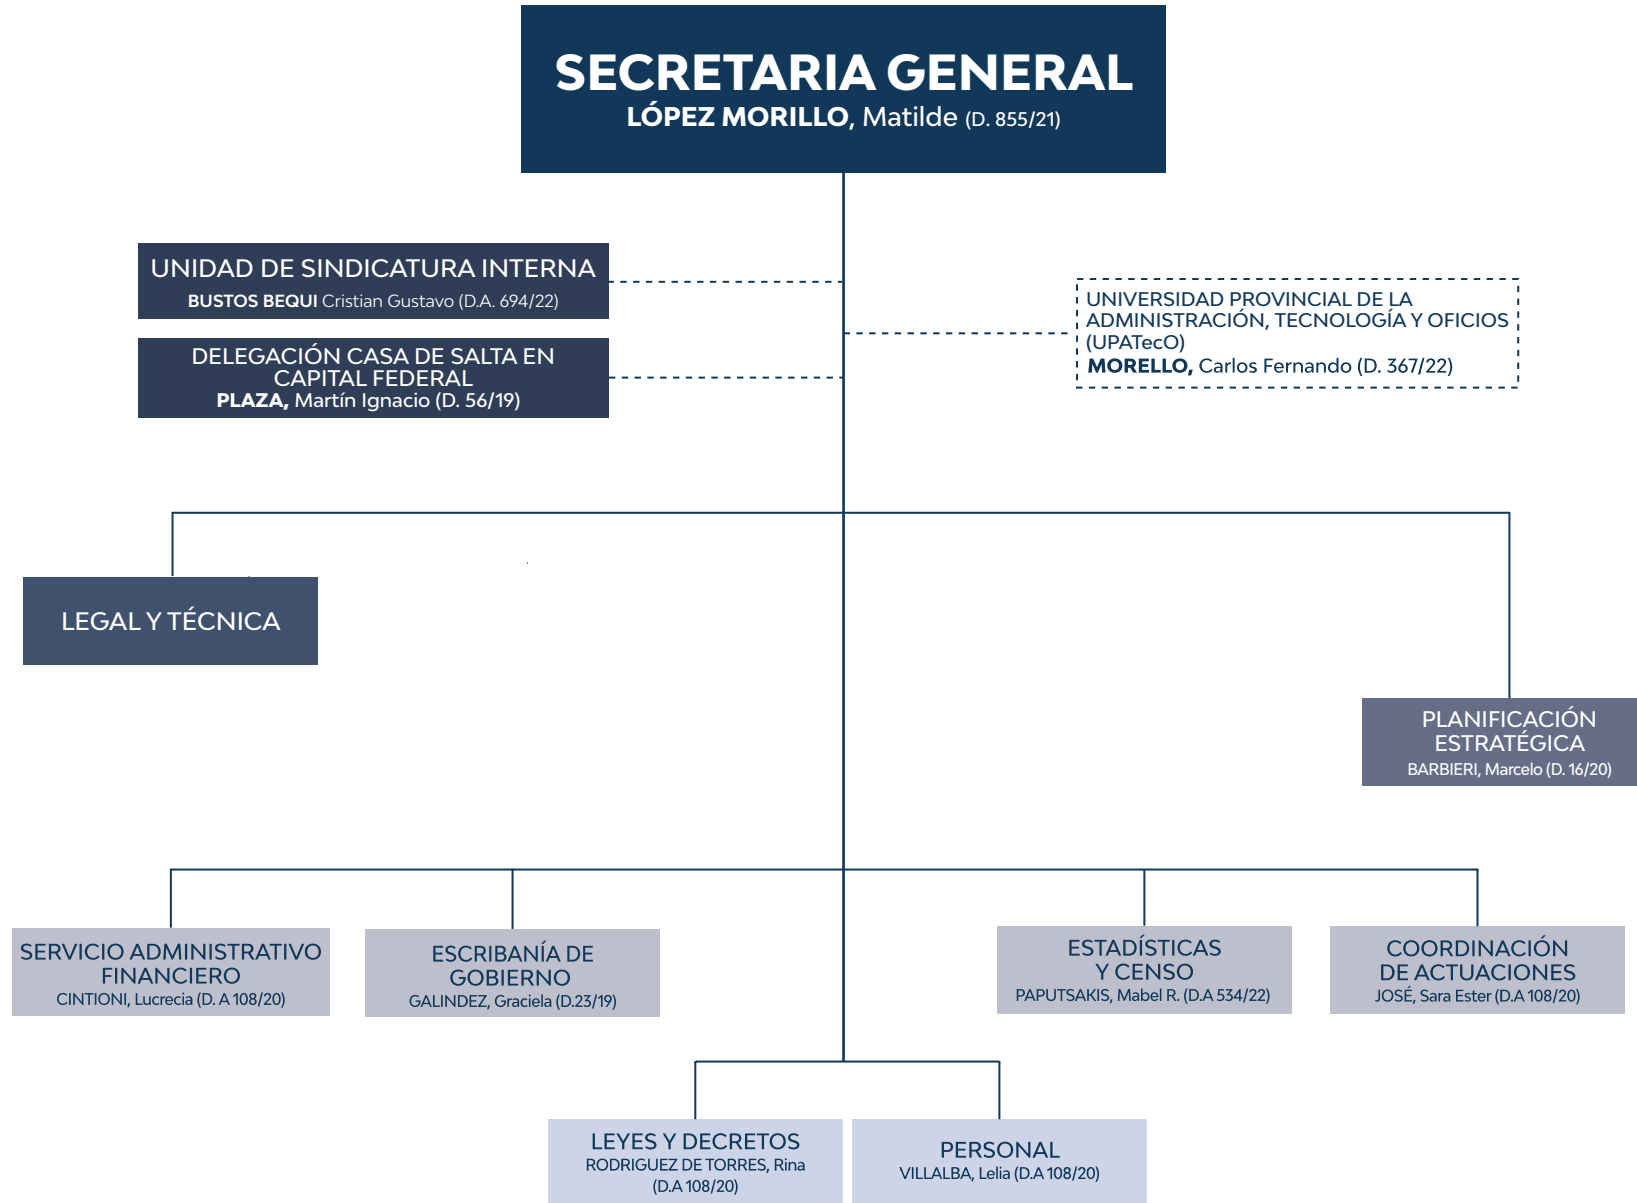 SECRETARIA GENERAL
LÓPEZ MORILLO, Matilde (D. 855/21)
UNIDAD DE SINDICATURA INTERNA
BUSTOS BEQUI Cristian Gustavo (D.A. 694/22)
DELEGACIÓN CASA DE SALTA EN
CAPITAL FEDERAL
PLAZA, Martín Ignacio (D. 56/19)
UNIVERSIDAD PROVINCIAL DE LA
ADMINISTRACIÓN, TECNOLOGÍA Y OFICIOS
(UPATecO)
MORELLO, Carlos Fernando (D. 367/22)
LEGAL Y TÉCNICA
PLANIFICACIÓN
ESTRATÉGICA
BARBIERI, Marcelo (D. 16/20)
SERVICIO ADMINISTRATIVO
FINANCIERO
CINTIONI, Lucrecia (D. A 108/20)
ESCRIBANÍA DE
GOBIERNO
GALINDEZ, Graciela (D.23/19)
ESTADÍSTICAS
Y CENSO
PAPUTSAKIS, Mabel R. (D.A 534/22)
COORDINACIÓN
DE ACTUACIONES
JOSÉ, Sara Ester (D.A 108/20)
LEYES Y DECRETOS
RODRIGUEZ DE TORRES, Rina
(D.A 108/20)
PERSONAL
VILLALBA, Lelia (D.A 108/20)